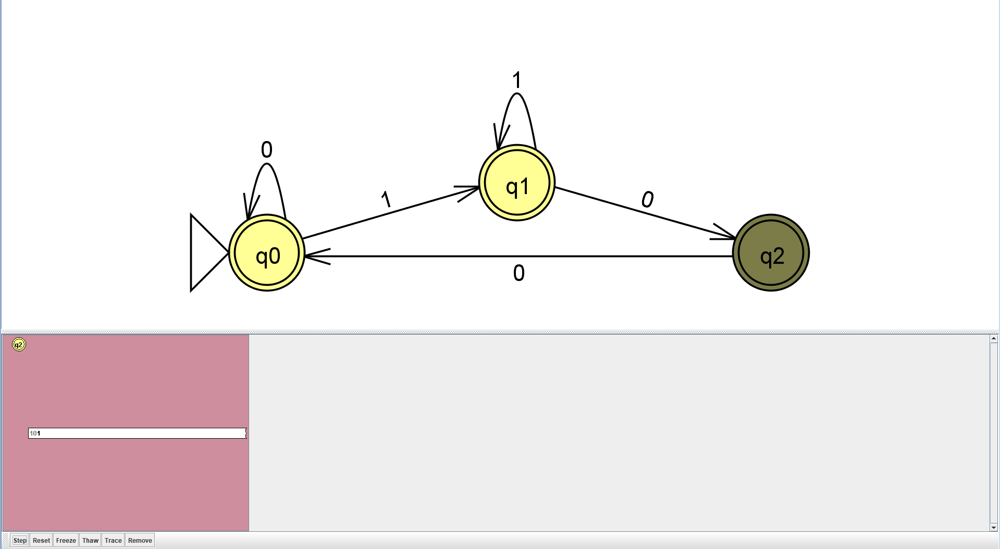 1
0
1
q1
0
q0
q2
0
q2
101
Step Reset Freeze Thaw Trace Remove